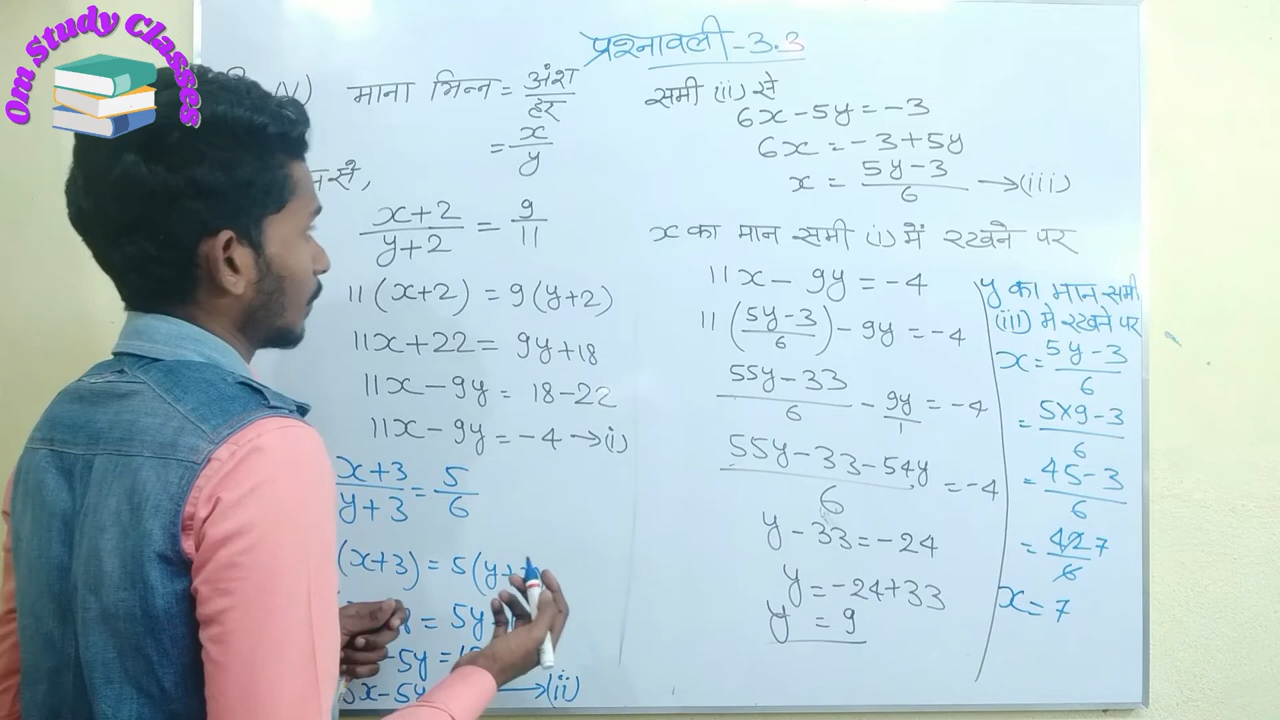 Om Study Classes
प्रश्नावली-3.3
माना भिन्न = अंश/हर
= x/y
(x+2)/(y+2) = 9/11
11(x+2) = 9(y+2)
11x+22 = 9y+18
11x-9y = 18-22
11x-9y = -4 →(i)
(x+3)/(y+3) = 5/6
(x+3) = 5(y+
= 5y
-5y =
x-5y →(ii)
समी (ii) से
6x-5y = -3
6x = -3+5y
x = (5y-3)/6 →(iii)
x का मान समी (i) में रखने पर
11x - 9y = -4
11((5y-3)/6) - 9y = -4
(55y-33)/6 - 9y/1 = -4
(55y-33-54y)/6 = -4
y-33 = -24
y = -24+33
y = 9
y का मान समी
(iii) में रखने पर
x = (5y-3)/6
= (5×9-3)/6
= (45-3)/6
= 42/6 7
x = 7